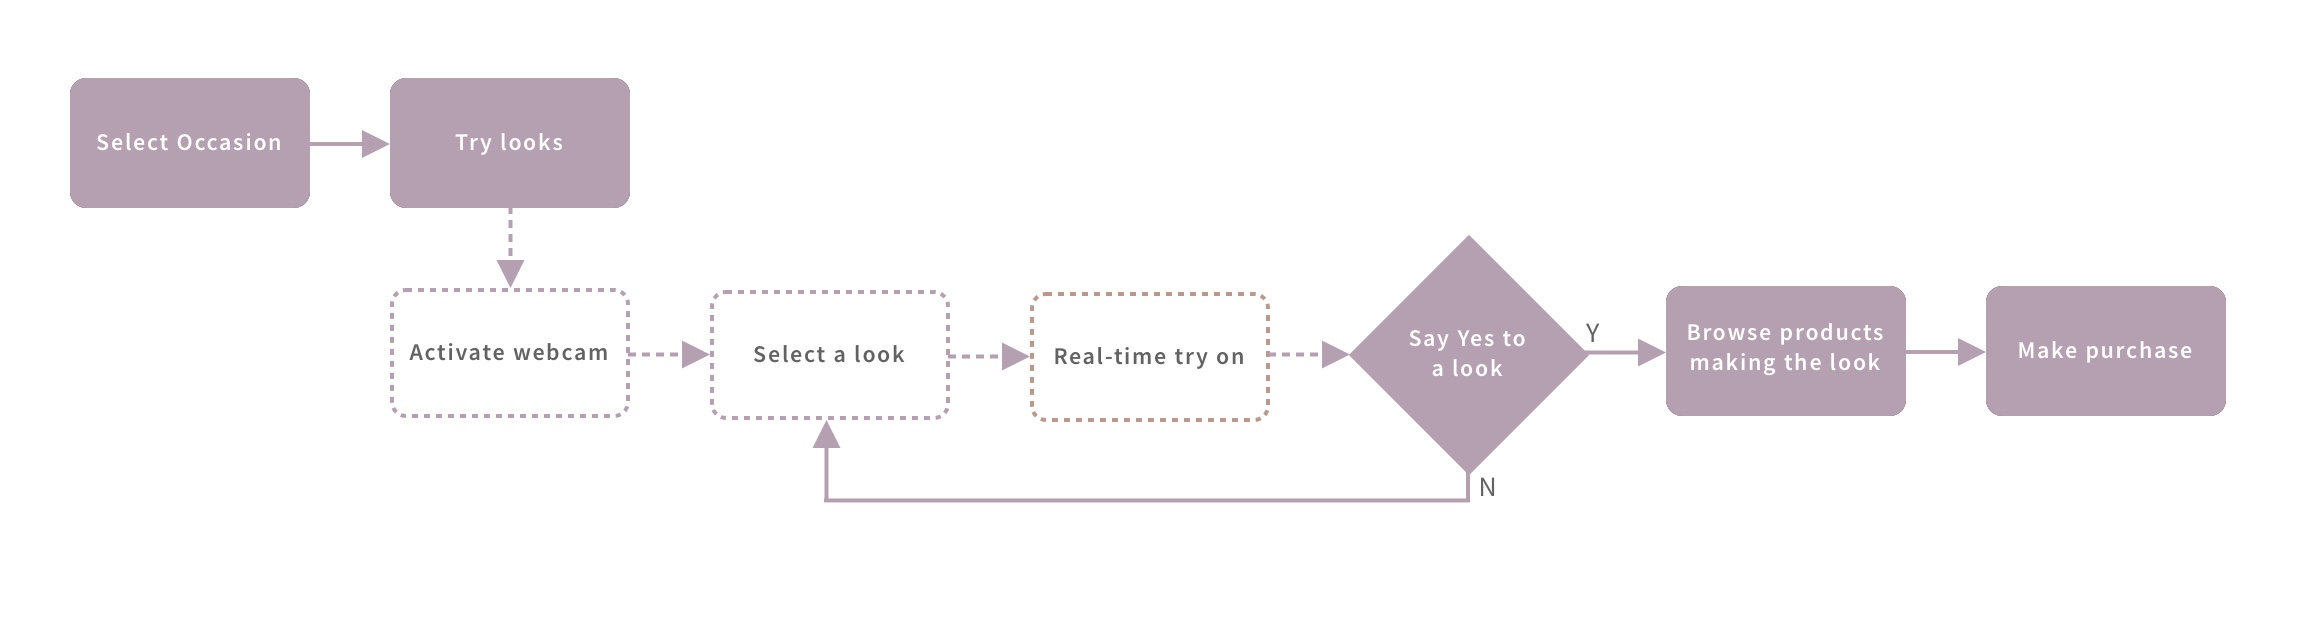 Select Occasion
Try looks
Activate webcam
Select a look
Real-time try on
Say Yes to
a look
Y
N
Browse products
making the look
Make purchase